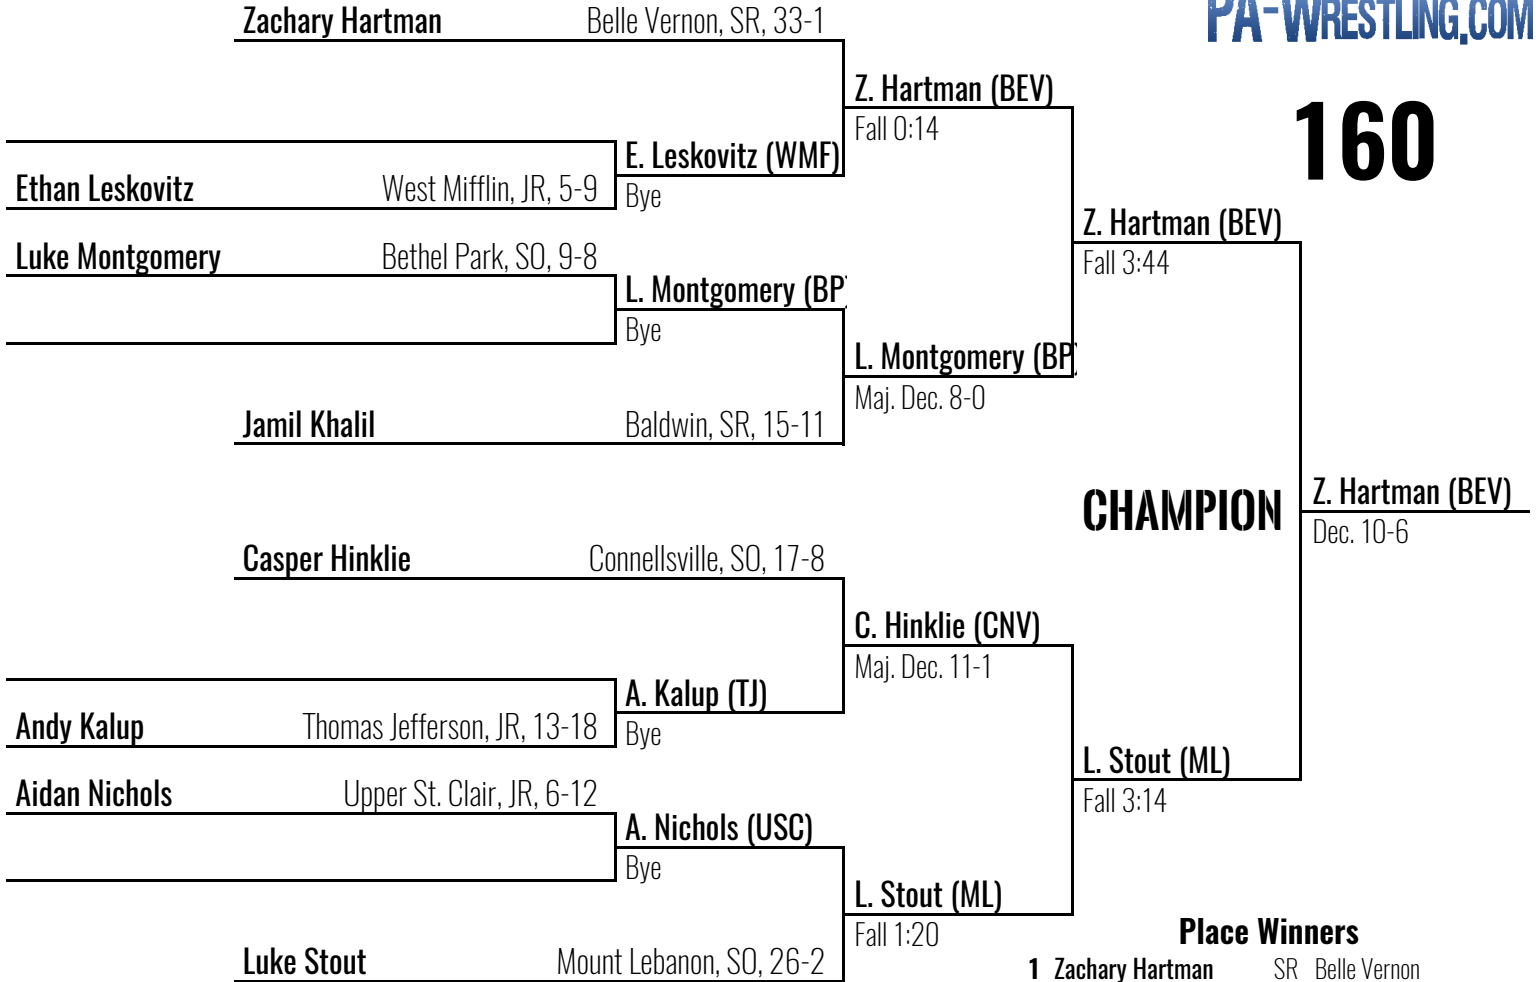 PA-WRESTLING.COM
160
Zachary Hartman Belle Vernon, SR, 33-1
Z. Hartman (BEV)
Fall 0:14
E. Leskovitz (WMF)
Bye
Ethan Leskovitz West Mifflin, JR, 5-9
Z. Hartman (BEV)
Fall 3:44
Luke Montgomery Bethel Park, SO, 9-8
L. Montgomery (BP)
Bye
L. Montgomery (BP)
Maj. Dec. 8-0
Jamil Khalil Baldwin, SR, 15-11
CHAMPION
Z. Hartman (BEV)
Dec. 10-6
Casper Hinklie Connellsville, SO, 17-8
C. Hinklie (CNV)
Maj. Dec. 11-1
A. Kalup (TJ)
Bye
Andy Kalup Thomas Jefferson, JR, 13-18
L. Stout (ML)
Fall 3:14
Aidan Nichols Upper St. Clair, JR, 6-12
A. Nichols (USC)
Bye
L. Stout (ML)
Fall 1:20
Luke Stout Mount Lebanon, SO, 26-2
Place Winners
1 Zachary Hartman SR Belle Vernon